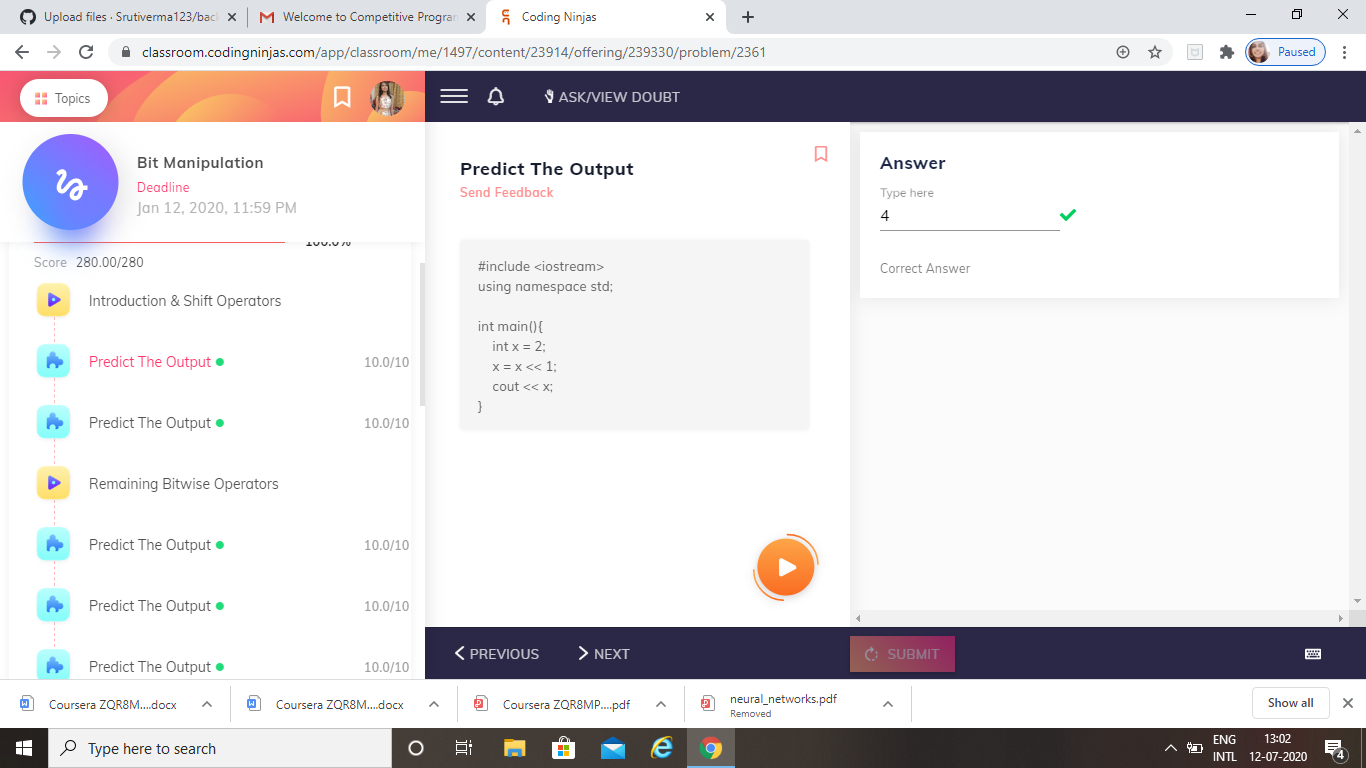 Upload files · Srutiverma123/bac
Welcome to Competitive Program
Coding Ninjas
classroom.codingninjas.com/app/classroom/me/1497/content/23914/offering/239330/problem/2361
Paused
Topics
ASK/VIEW DOUBT
Bit Manipulation
Deadline
Jan 12, 2020, 11:59 PM
100.0%
Score 280.00/280
Introduction & Shift Operators
Predict The Output
10.0/10
Predict The Output
10.0/10
Remaining Bitwise Operators
Predict The Output
10.0/10
Predict The Output
10.0/10
Predict The Output
10.0/10
Predict The Output
Send Feedback
#include <iostream>
using namespace std;
int main(){
int x = 2;
x = x << 1;
cout << x;
}
Answer
Type here
4
Correct Answer
PREVIOUS
NEXT
SUBMIT
Coursera ZQR8M....docx
Coursera ZQR8M....docx
Coursera ZQR8MP....pdf
neural_networks.pdf
Removed
Show all
Type here to search
ENG
INTL
13:02
12-07-2020
4